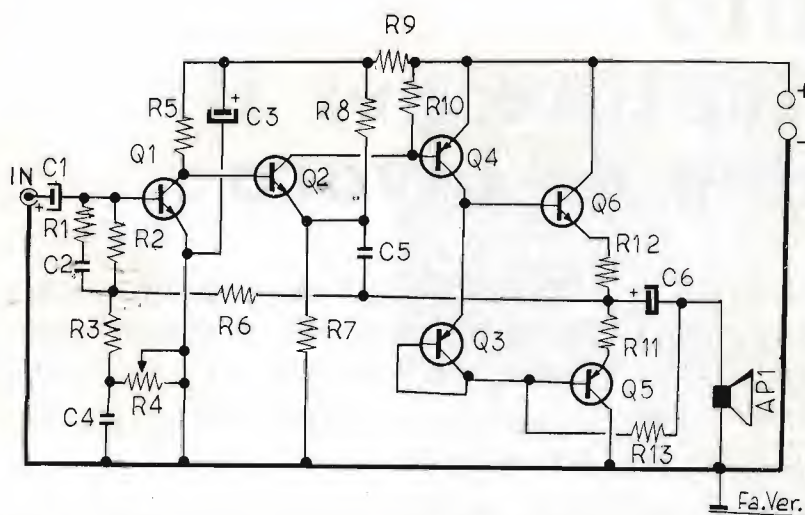 R9
R5
C3
R8
R10
Q1
Q2
Q4
IN
C1
Q6
R1
R2
C5
R12
C2
C6
R3
R6
R7
Q3
R11
Q5
C4
R4
R13
AP1
Fa.Ver.
+
-